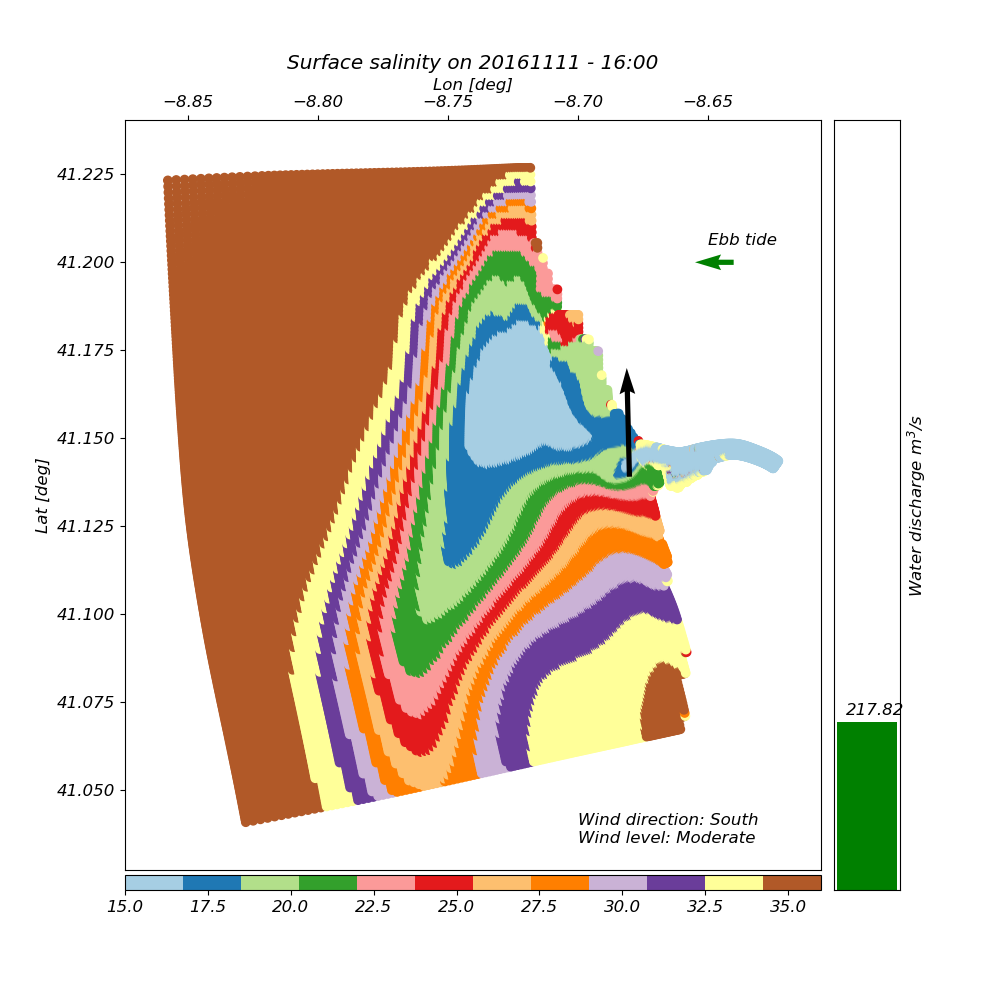 Surface salinity on 20161111 - 16:00
Lon [deg]
−8.85 −8.80 −8.75 −8.70 −8.65
41.225
41.200
41.175
41.150
41.125
41.100
41.075
41.050
Lat [deg]
Ebb tide
Wind direction: South
Wind level: Moderate
217.82
Water discharge m³/s
15.0 17.5 20.0 22.5 25.0 27.5 30.0 32.5 35.0